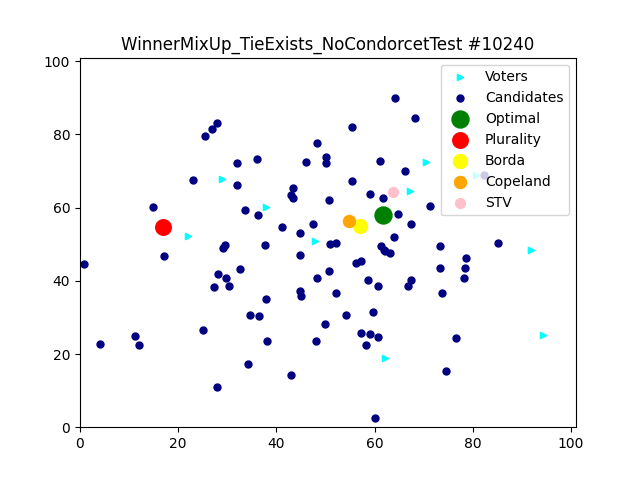 WinnerMixUp_TieExists_NoCondorcetTest #10240
Voters
Candidates
Optimal
Plurality
Borda
Copeland
STV
100
80
60
40
20
0
0 20 40 60 80 100